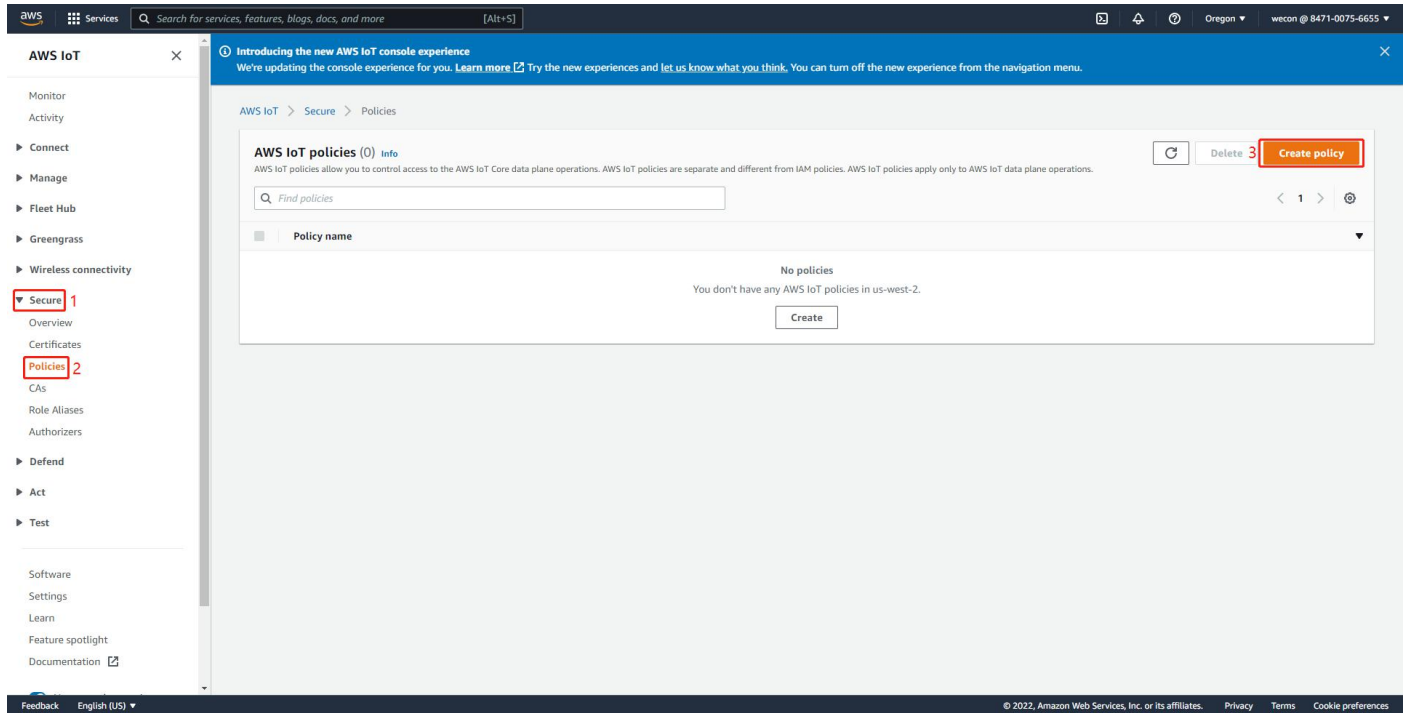 aws Services Search for services, features, blogs, docs, and more [Alt+S] Oregon ▼ wecon @ 8471-0075-6655 ▼
AWS IoT
Monitor
Activity
Connect
Manage
Fleet Hub
Greengrass
Wireless connectivity
Secure 1
Overview
Certificates
Policies 2
CAs
Role Aliases
Authorizers
Defend
Act
Test
Software
Settings
Learn
Feature spotlight
Documentation
Introducing the new AWS IoT console experience
We're updating the console experience for you. Learn more Try the new experiences and let us know what you think. You can turn off the new experience from the navigation menu.
AWS IoT > Secure > Policies
AWS IoT policies (0) Info
Delete 3 Create policy
AWS IoT policies allow you to control access to the AWS IoT Core data plane operations. AWS IoT policies are separate and different from IAM policies. AWS IoT policies apply only to AWS IoT data plane operations.
Find policies
< 1 >
Policy name
No policies
You don't have any AWS IoT policies in us-west-2.
Create
Feedback English (US) ▼ © 2022, Amazon Web Services, Inc. or its affiliates. Privacy Terms Cookie preferences